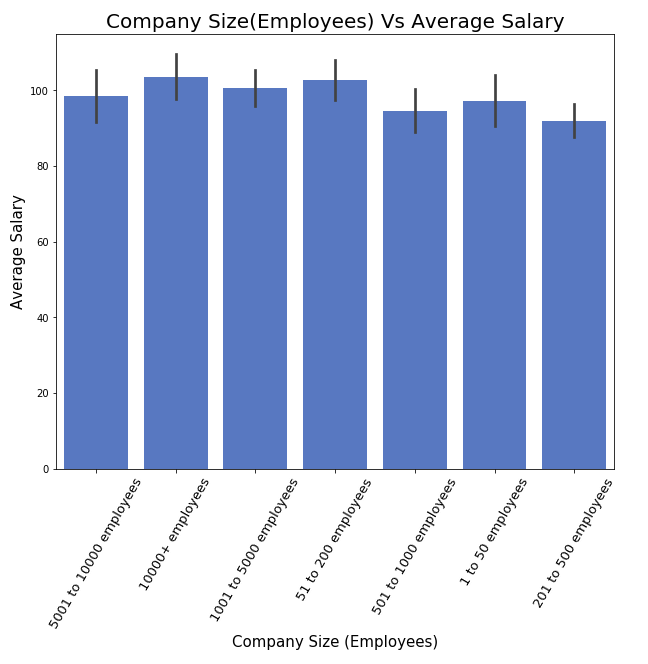 Company Size(Employees) Vs Average Salary
Average Salary
100
80
60
40
20
0
5001 to 10000 employees
10000+ employees
1001 to 5000 employees
51 to 200 employees
501 to 1000 employees
1 to 50 employees
201 to 500 employees
Company Size (Employees)